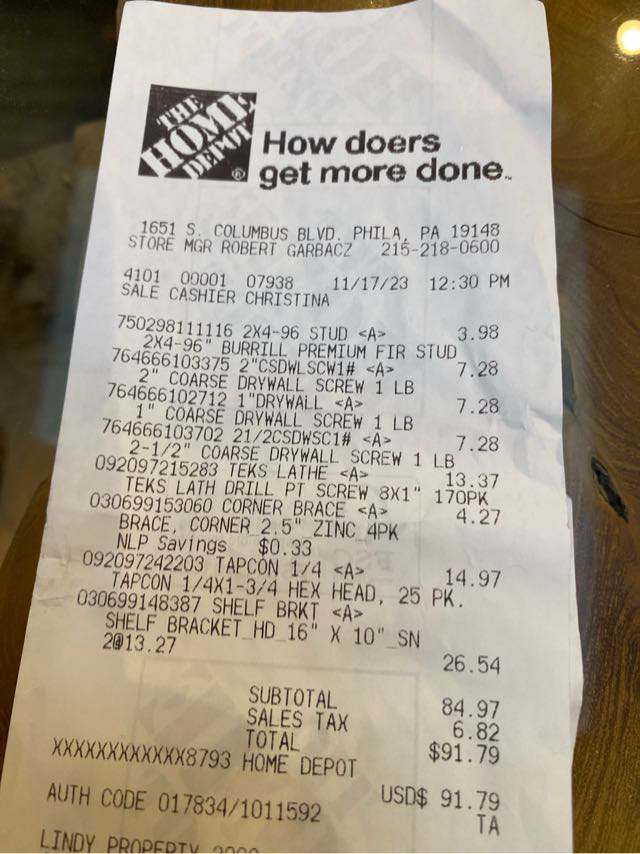 THE
HOME
DEPOT
®
How doers
get more done™
1651 S. COLUMBUS BLVD. PHILA, PA 19148
STORE MGR ROBERT GARBACZ 215-218-0600
4101 00001 07938 11/17/23 12:30 PM
SALE CASHIER CHRISTINA
750298111116 2X4-96 STUD <A> 3.98
2X4-96" BURRILL PREMIUM FIR STUD
764666103375 2"CSDWLSCW1# <A> 7.28
2" COARSE DRYWALL SCREW 1 LB
764666102712 1"DRYWALL <A> 7.28
1" COARSE DRYWALL SCREW 1 LB
764666103702 21/2CSDWSC1# <A> 7.28
2-1/2" COARSE DRYWALL SCREW 1 LB
092097215283 TEKS LATHE <A> 13.37
TEKS LATH DRILL PT SCREW 8X1" 170PK
030699153060 CORNER BRACE <A> 4.27
BRACE, CORNER 2.5" ZINC 4PK
NLP Savings $0.33
092097242203 TAPCON 1/4 <A> 14.97
TAPCON 1/4X1-3/4 HEX HEAD, 25 PK.
030699148387 SHELF BRKT <A>
SHELF BRACKET_HD_16" X 10"_SN
2@13.27 26.54
SUBTOTAL 84.97
SALES TAX 6.82
TOTAL $91.79
XXXXXXXXXXXX8793 HOME DEPOT
USD$ 91.79
AUTH CODE 017834/1011592 TA
LINDY PROPERTY